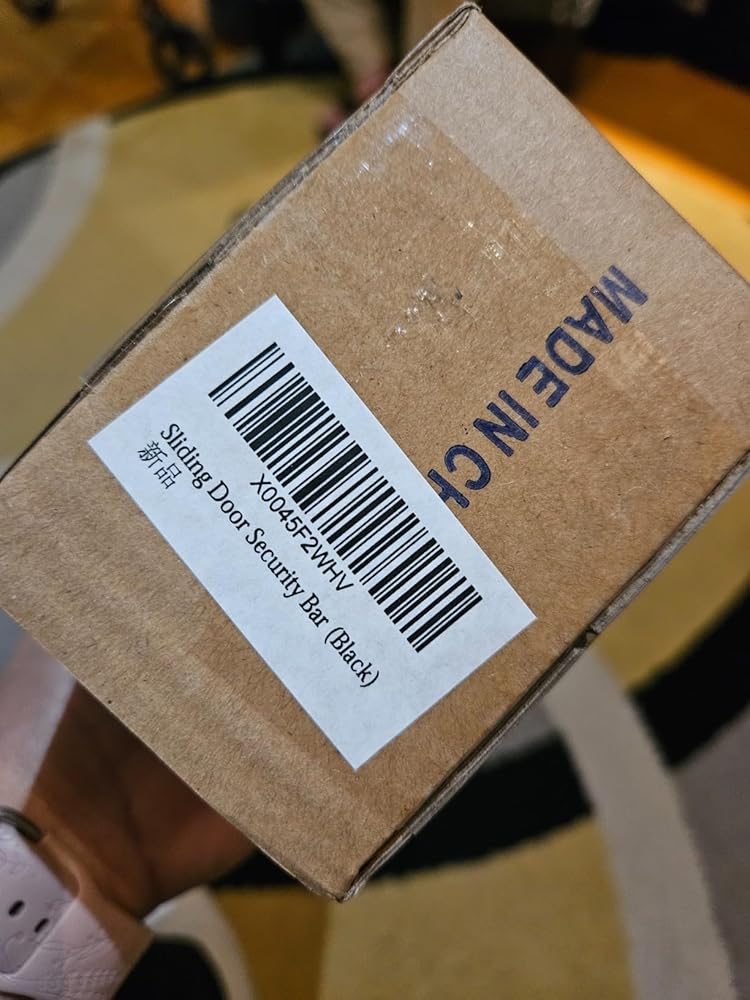 MADE IN CH
X0045F2WHV
Sliding Door Security Bar (Black)
新品